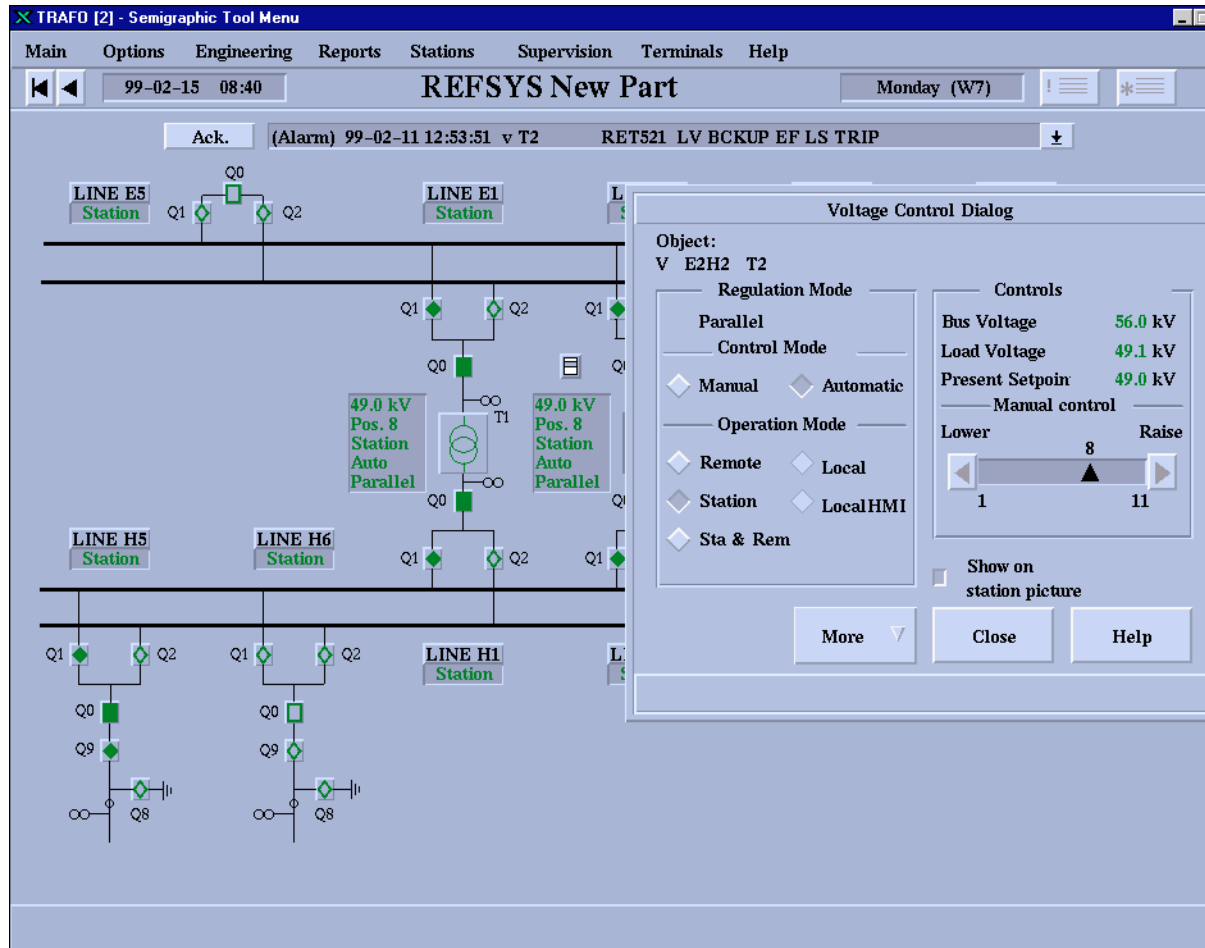 TRAFO [2] - Semigraphic Tool Menu
Main Options Engineering Reports Stations Supervision Terminals Help
99-02-15 08:40 REFSYS New Part Monday (W7)
Ack. (Alarm) 99-02-11 12:53:51 v T2 RET521 LV BCKUP EF LS TRIP
Q0
LINE E5
Station
Q1
Q2
LINE E1
Station
Q1
Q2
Q1
Q0
49.0 kV
Pos. 8
Station
Auto
Parallel
T1
49.0 kV
Pos. 8
Station
Auto
Parallel
Q0
LINE H5
Station
LINE H6
Station
Q1
Q2
Q1
Q1
Q2
Q1
Q2
LINE H1
Station
Q0
Q0
Q9
Q9
Q8
Q8
Voltage Control Dialog
Object:
V E2H2 T2
Regulation Mode
Parallel
Control Mode
Manual Automatic
Operation Mode
Remote Local
Station LocalHMI
Sta & Rem
Controls
Bus Voltage 56.0 kV
Load Voltage 49.1 kV
Present Setpoin 49.0 kV
Manual control
Lower Raise
8
1 11
Show on
station picture
More Close Help